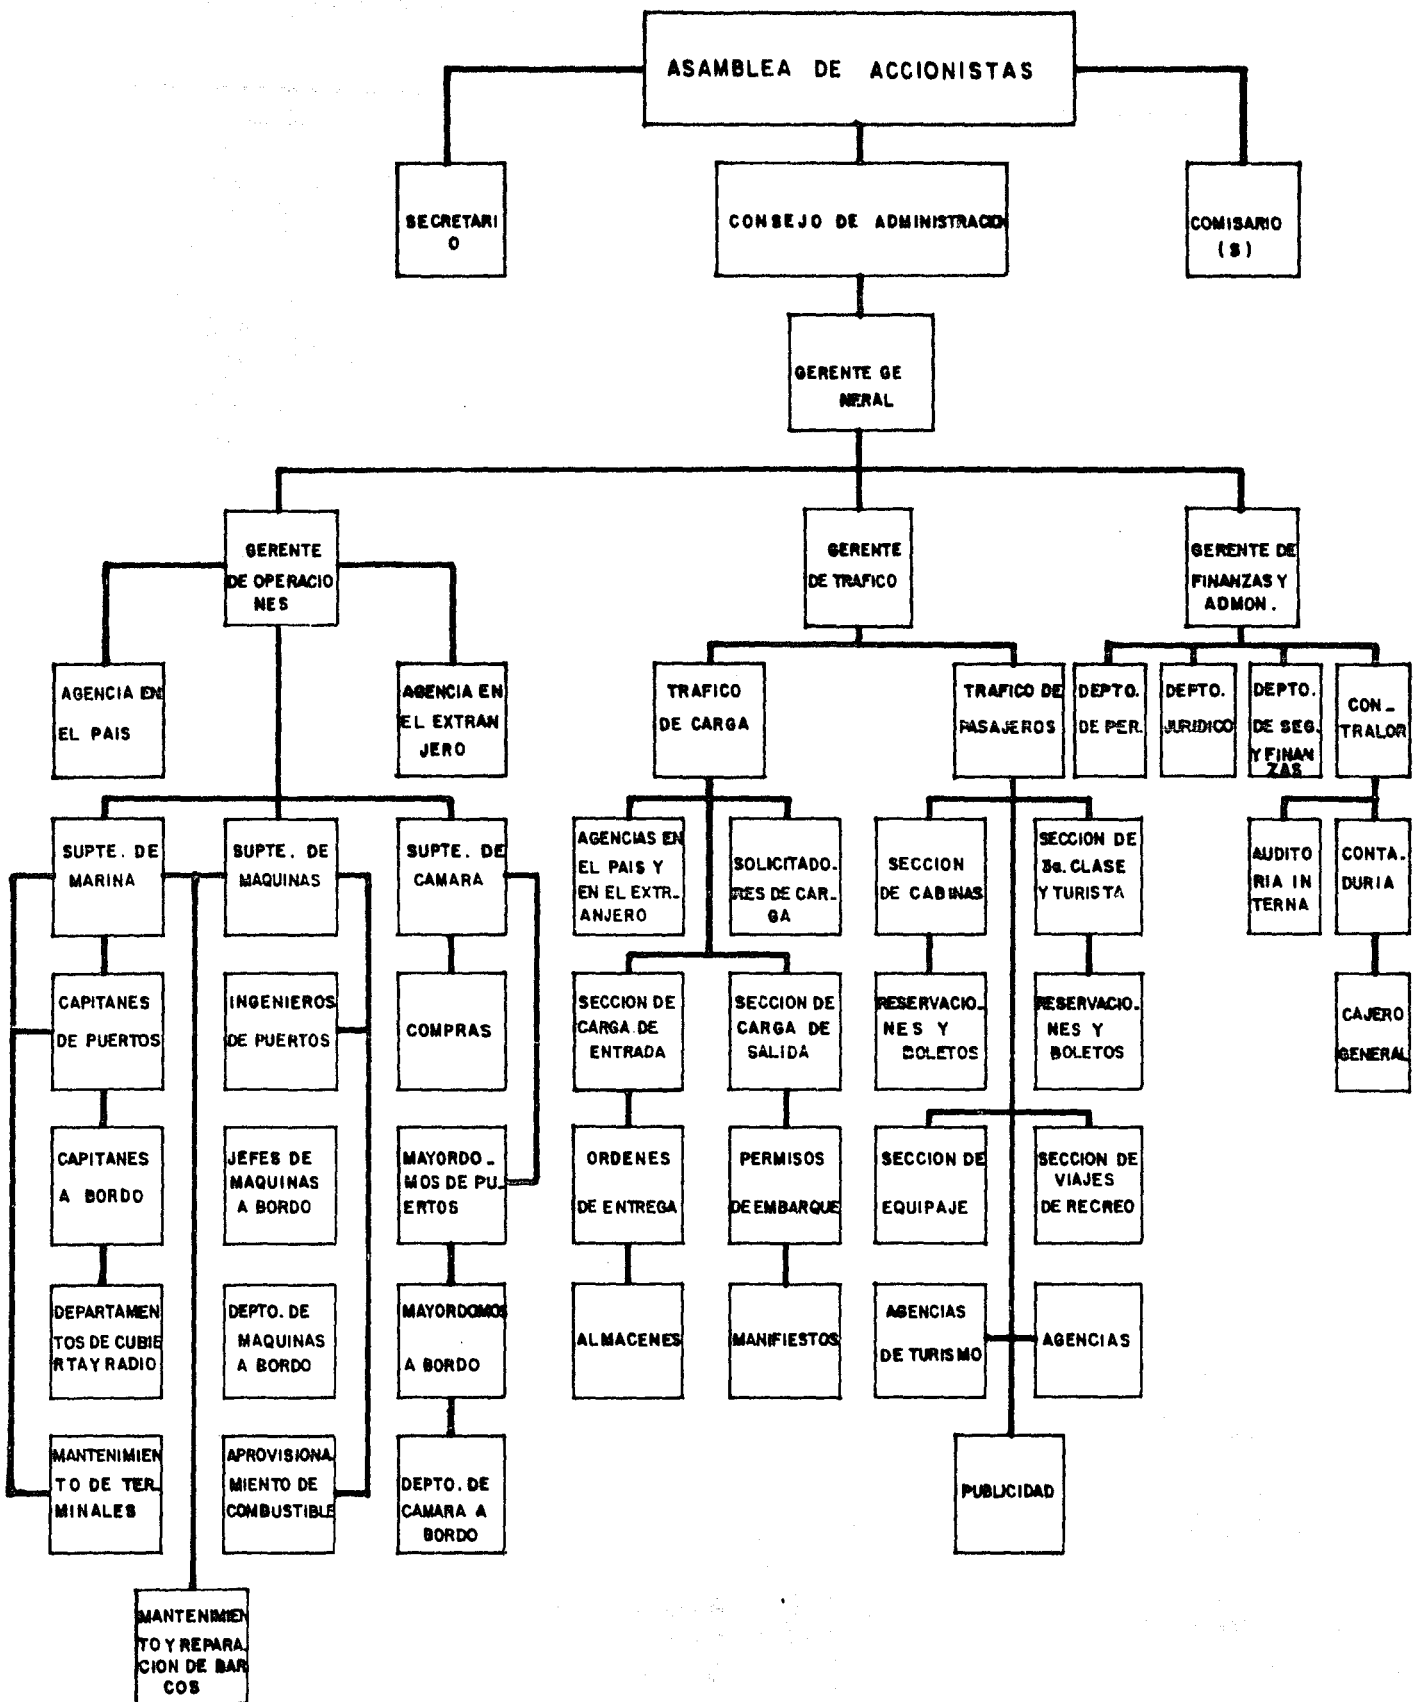 ASAMBLEA DE ACCIONISTAS
SECRETARI
O
CONSEJO DE ADMINISTRACION
COMISARIO
(S)
GERENTE GE
NERAL
GERENTE
DE OPERACIO
NES
GERENTE
DE TRAFICO
GERENTE DE
FINANZAS Y
ADMON.
AGENCIA EN
EL PAIS
AGENCIA EN
EL EXTRAN
JERO
TRAFICO
DE CARGA
TRAFICO DE
PASAJEROS
DEPTO.
DE PER.
DEPTO.
JURIDICO
DEPTO.
DE SEG.
Y FINAN
ZAS
CON_
TRALOR
SUPTE. DE
MARINA
SUPTE. DE
MAQUINAS
SUPTE. DE
CAMARA
AGENCIAS EN
EL PAIS Y
EN EL EXTR_
ANJERO
SOLICITADO_
RES DE CAR_
GA
SECCION
DE CABINAS
SECCION DE
3a. CLASE
Y TURISTA
AUDITO
RIA IN
TERNA
CONTA.
DURIA
CAPITANES
DE PUERTOS
INGENIEROS
DE PUERTOS
COMPRAS
SECCION DE
CARGA DE
ENTRADA
SECCION DE
CARGA DE
SALIDA
RESERVACIO_
NES Y
BOLETOS
RESERVACIO_
NES Y
BOLETOS
CAJERO
GENERAL
CAPITANES
A BORDO
JEFES DE
MAQUINAS
A BORDO
MAYORDO_
MOS DE PU_
ERTOS
ORDENES
DE ENTREGA
PERMISOS
DE EMBARQUE
SECCION DE
EQUIPAJE
SECCION DE
VIAJES
DE RECREO
DEPARTAMEN
TOS DE CUBIE
RTA Y RADIO
DEPTO. DE
MAQUINAS
A BORDO
MAYORDOMOS
A BORDO
ALMACENES
MANIFIESTOS
AGENCIAS
DE TURISMO
AGENCIAS
MANTENIMIEN
TO DE TER_
MINALES
APROVISIONA_
MIENTO DE
COMBUSTIBLE
DEPTO. DE
CAMARA A
BORDO
PUBLICIDAD
MANTENIMIEN
TO Y REPARA_
CION DE BAR
COS